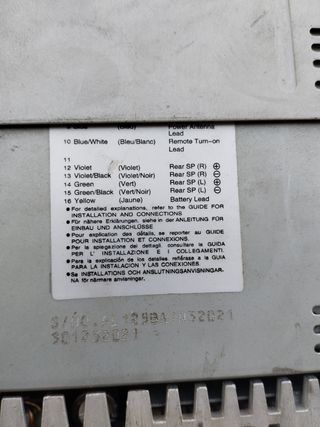 Power Antenna
Lead
10 Blue/White (Bleu/Blanc) Remote Turn-on
Lead
11
12 Violet (Violet) Rear SP (R) ⊕
13 Violet/Black (Violet/Noir) Rear SP (R) ⊖
14 Green (Vert) Rear SP (L) ⊕
15 Green/Black (Vert/Noir) Rear SP (L) ⊖
16 Yellow (Jaune) Battery Lead
● For detailed explanations, refer to the GUIDE FOR
INSTALLATION AND CONNECTIONS
● Für nähere Erklärungen, siehe in der ANLEITUNG FÜR
EINBAU UND ANSCHLÜSSE
● Pour explication des détails, se reporter au GUIDE
POUR INSTALLATION ET CONNEXIONS.
● Per la spiegazione dei dettagli consultare la GUIDA
PER L' INSTALLAZIONE E I COLLEGAMENTI.
● Para la explicación de los detalles refiérase a la GUIA
PARA LA INSTALACION Y LAS CONEXIONES.
● Se INSTALLATIONS OCH ANSLUTNINGSANVISNINGAR-
NA för närmare anvisningar.
301252021